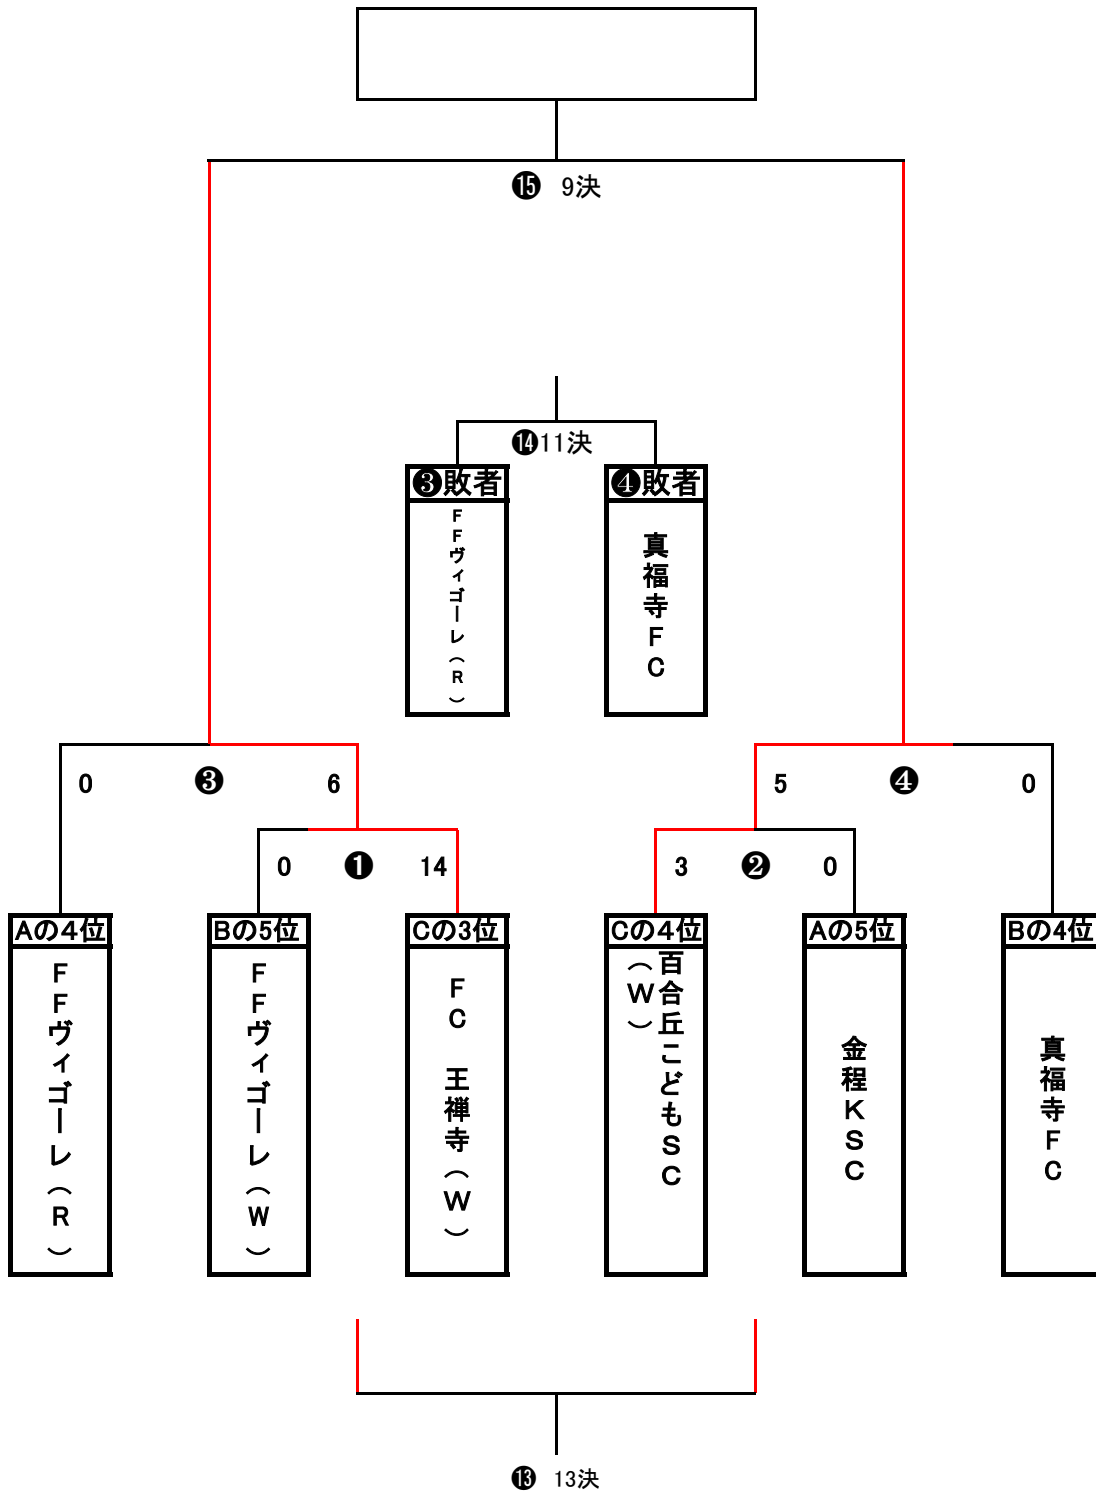 ⓯ 9決
⓮11決
❸敗者
❹敗者
FFヴィゴーレ(R)
真福寺FC
0 ❸ 6
5 ❹ 0
0 ❶ 14
3 ❷ 0
Aの4位
Bの5位
Cの3位
Cの4位
Aの5位
Bの4位
FFヴィゴーレ(R)
FFヴィゴーレ(W)
FC 王禅寺(W)
百合丘こどもSC
(W)
金程KSC
真福寺FC
⓭ 13決